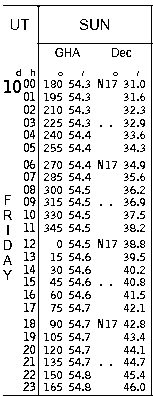 UT SUN
GHA Dec
d h ° ′ ° ′
10 00 180 54.3 N17 31.0
01 195 54.3 31.6
02 210 54.3 32.3
03 225 54.3 . . 32.9
04 240 54.4 33.6
05 255 54.4 34.3
06 270 54.4 N17 34.9
07 285 54.4 35.6
08 300 54.5 36.2
F 09 315 54.5 . . 36.9
R 10 330 54.5 37.5
I 11 345 54.5 38.2
D 12 0 54.5 N17 38.8
A 13 15 54.6 39.5
Y 14 30 54.6 40.2
15 45 54.6 . . 40.8
16 60 54.6 41.5
17 75 54.7 42.1
18 90 54.7 N17 42.8
19 105 54.7 43.4
20 120 54.7 44.1
21 135 54.7 . . 44.7
22 150 54.8 45.4
23 165 54.8 46.0